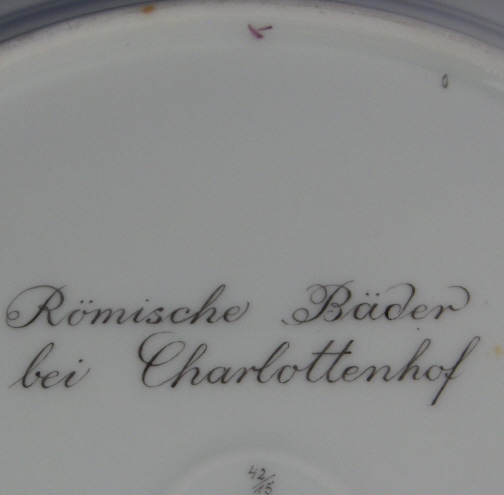 Römische Bäder
bei Charlottenhof
42/15